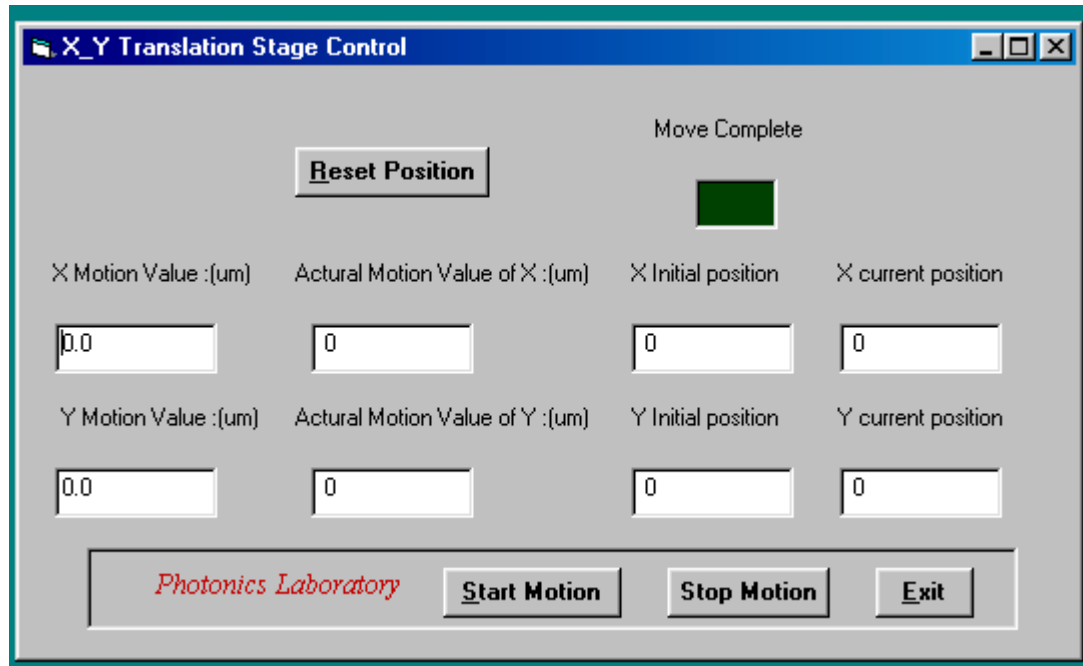 X_Y Translation Stage Control
Move Complete
Reset Position
X Motion Value :(um) Actural Motion Value of X :(um) X Initial position X current position
0.0 0 0 0
Y Motion Value :(um) Actural Motion Value of Y :(um) Y Initial position Y current position
0.0 0 0 0
Photonics Laboratory Start Motion Stop Motion Exit